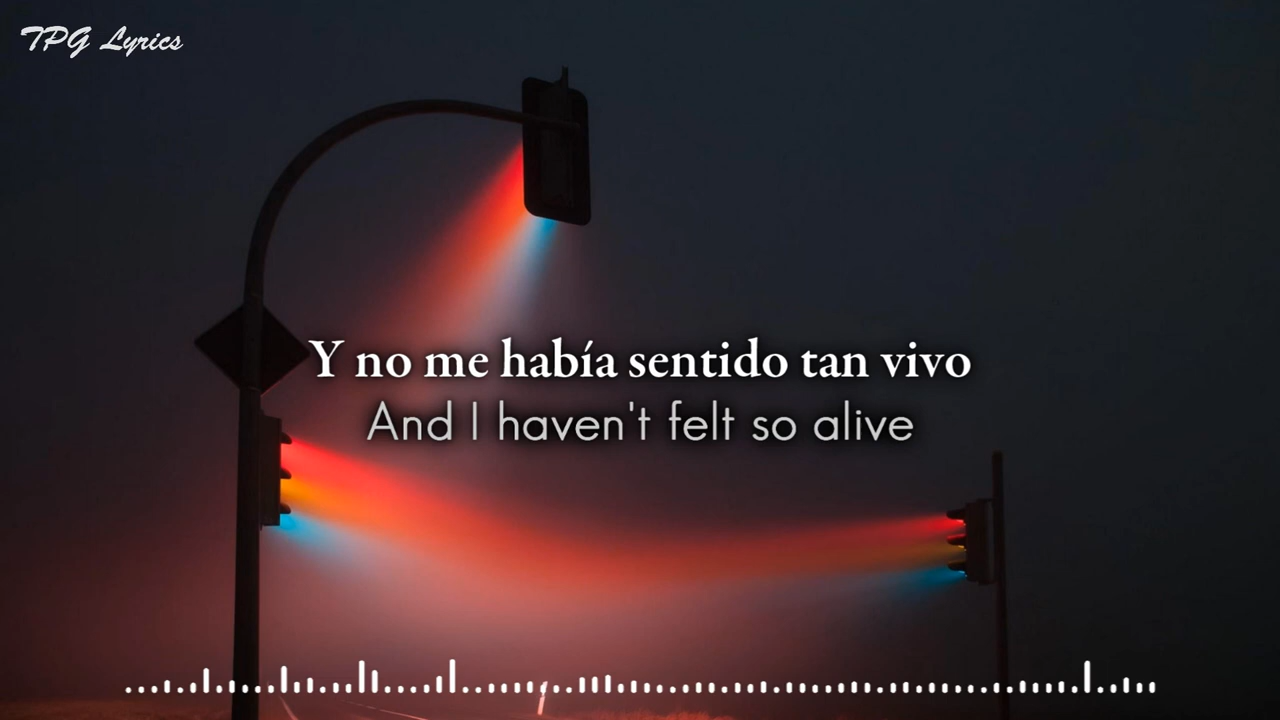 TPG Lyrics
Y no me había sentido tan vivo
And I haven't felt so alive